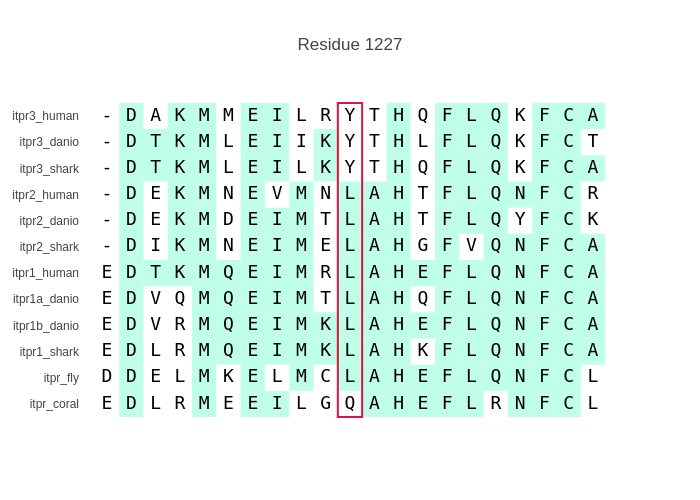 Residue 1227
itpr3_human - D A K M M E I L R Y T H Q F L Q K F C A
itpr3_danio - D T K M L E I I K Y T H L F L Q K F C T
itpr3_shark - D T K M L E I L K Y T H Q F L Q K F C A
itpr2_human - D E K M N E V M N L A H T F L Q N F C R
itpr2_danio - D E K M D E I M T L A H T F L Q Y F C K
itpr2_shark - D I K M N E I M E L A H G F V Q N F C A
itpr1_human E D T K M Q E I M R L A H E F L Q N F C A
itpr1a_danio E D V Q M Q E I M T L A H Q F L Q N F C A
itpr1b_danio E D V R M Q E I M K L A H E F L Q N F C A
itpr1_shark E D L R M Q E I M K L A H K F L Q N F C A
itpr_fly D D E L M K E L M C L A H E F L Q N F C L
itpr_coral E D L R M E E I L G Q A H E F L R N F C L